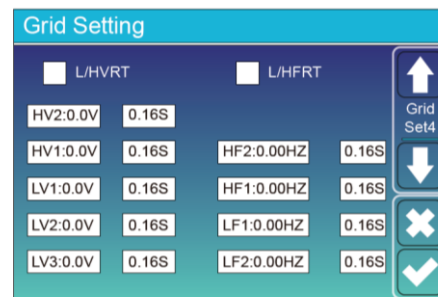 Grid Setting
L/HVRT L/HFRT
HV2:0.0V 0.16S
HV1:0.0V 0.16S HF2:0.00HZ 0.16S
LV1:0.0V 0.16S HF1:0.00HZ 0.16S
LV2:0.0V 0.16S LF1:0.00HZ 0.16S
LV3:0.0V 0.16S LF2:0.00HZ 0.16S
Grid
Set4